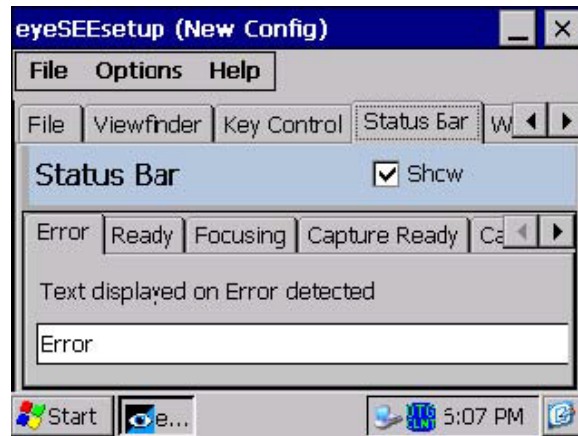 eyeSEEsetup (New Config)
File Options Help
File Viewfinder Key Control Status Bar W
Status Bar Show
Error Ready Focusing Capture Ready Ca
Text displayed on Error detected
Error
Start e... 5:07 PM